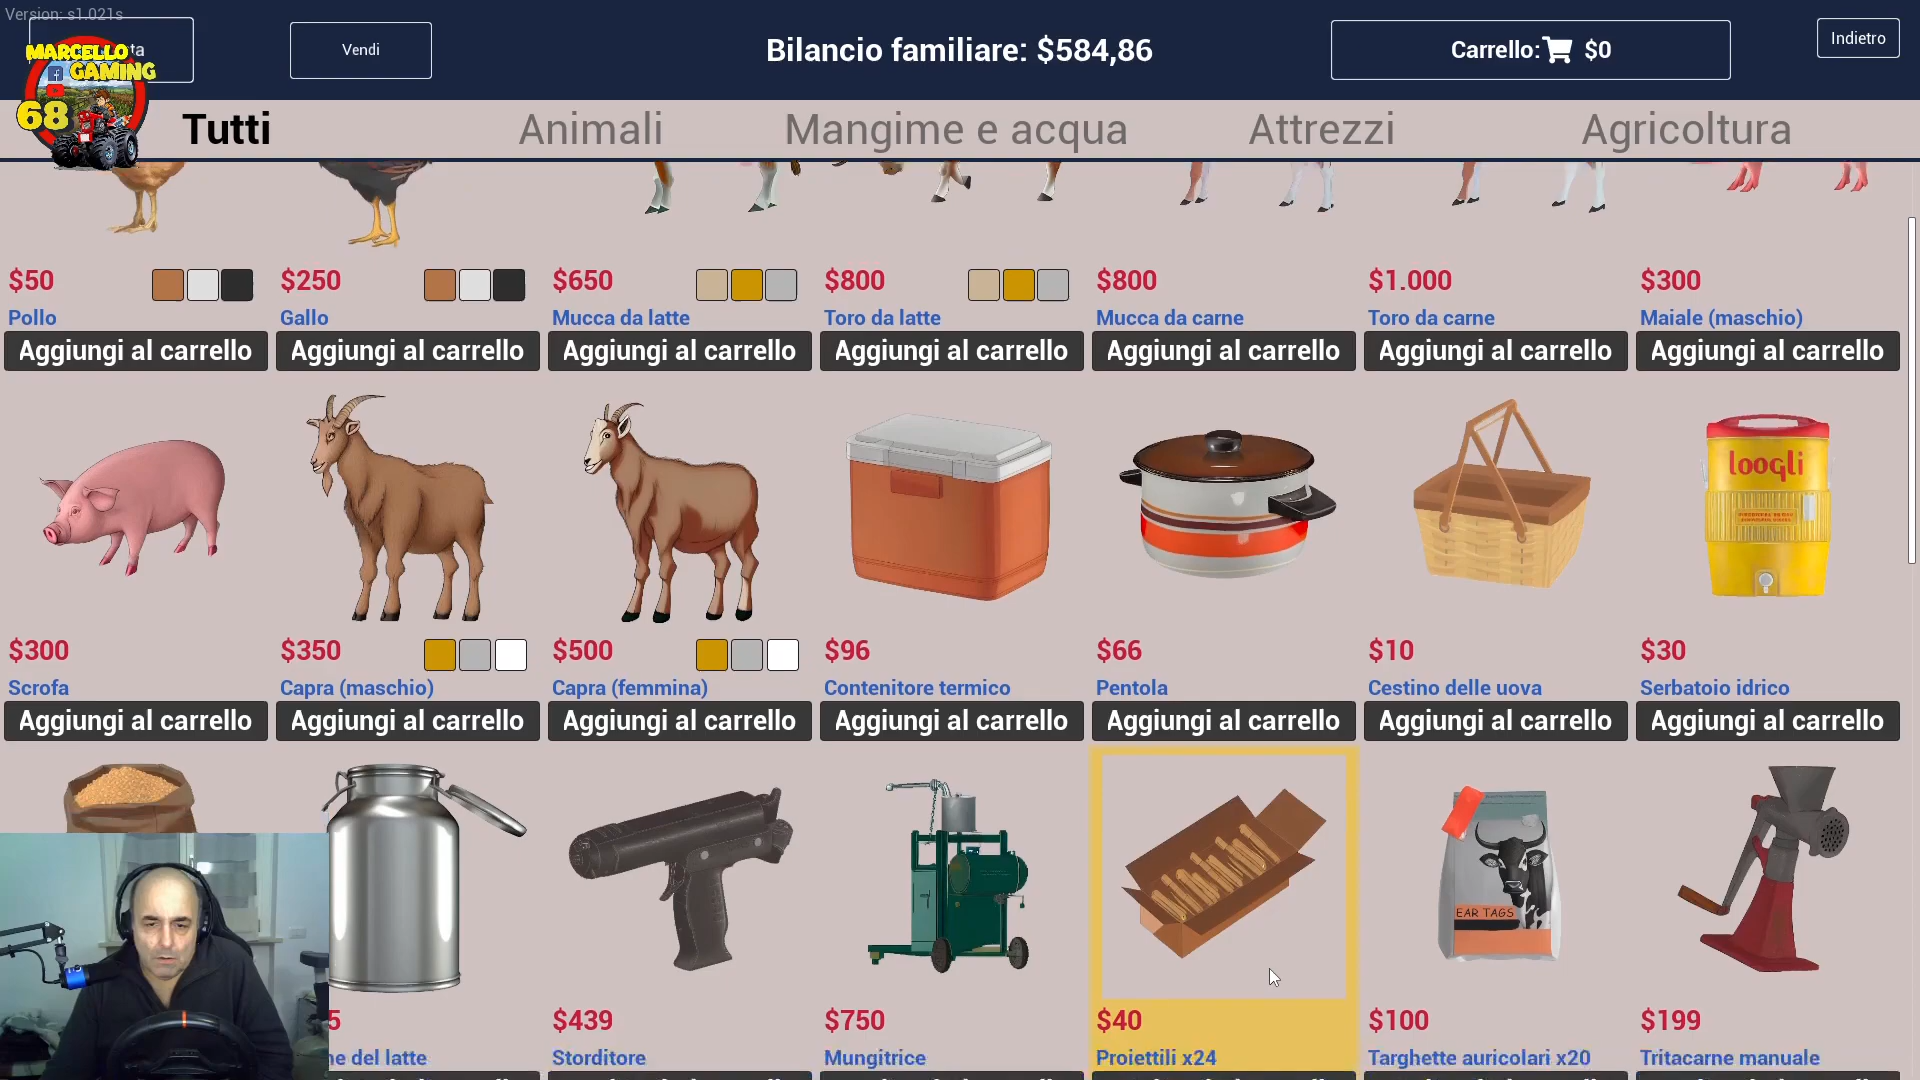 Version: s1.021s
MARCELLO
GAMING
68
Vendi
Bilancio familiare: $584,86
Carrello: $0
Indietro
Tutti
Animali
Mangime e acqua
Attrezzi
Agricoltura
$50
$250
$650
$800
$800
$1.000
$300
Pollo
Gallo
Mucca da latte
Toro da latte
Mucca da carne
Toro da carne
Maiale (maschio)
Aggiungi al carrello
Aggiungi al carrello
Aggiungi al carrello
Aggiungi al carrello
Aggiungi al carrello
Aggiungi al carrello
Aggiungi al carrello
loogli
$300
$350
$500
$96
$66
$10
$30
Scrofa
Capra (maschio)
Capra (femmina)
Contenitore termico
Pentola
Cestino delle uova
Serbatoio idrico
Aggiungi al carrello
Aggiungi al carrello
Aggiungi al carrello
Aggiungi al carrello
Aggiungi al carrello
Aggiungi al carrello
Aggiungi al carrello
EAR TAGS
5
$439
$750
$40
$100
$199
del latte
Storditore
Mungitrice
Proiettili x24
Targhette auricolari x20
Tritacarne manuale